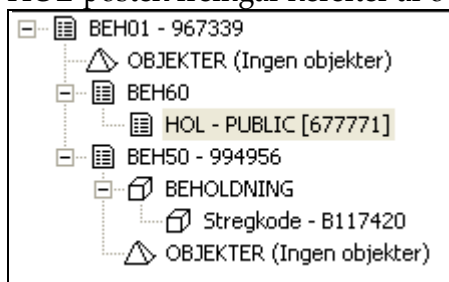 BEH01 - 967339
OBJEKTER (Ingen objekter)
BEH60
HOL - PUBLIC [677771]
BEH50 - 994956
BEHOLDNING
Stregkode - B117420
OBJEKTER (Ingen objekter)